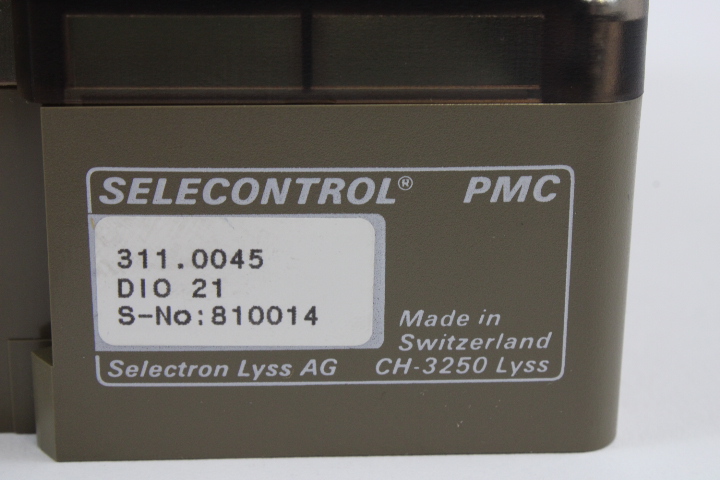 SELECONTROL® PMC
311.0045
DIO 21
S-No:810014
Made in
Switzerland
Selectron Lyss AG CH-3250 Lyss